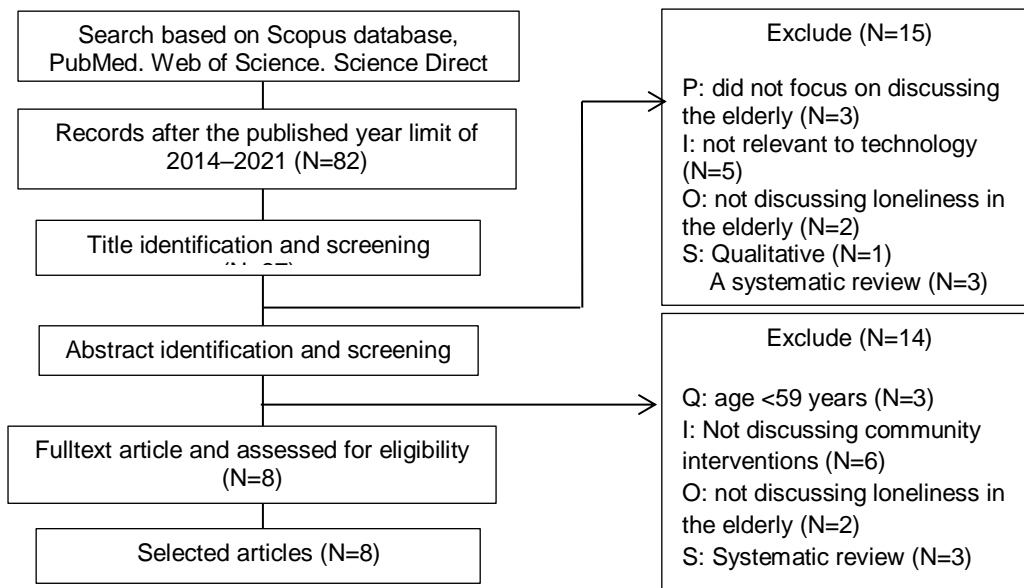 Search based on Scopus database,
PubMed. Web of Science. Science Direct
Records after the published year limit of
2014–2021 (N=82)
Title identification and screening
Abstract identification and screening
Fulltext article and assessed for eligibility
(N=8)
Selected articles (N=8)
Exclude (N=15)
P: did not focus on discussing
the elderly (N=3)
I: not relevant to technology
(N=5)
O: not discussing loneliness in
the elderly (N=2)
S: Qualitative (N=1)
A systematic review (N=3)
Exclude (N=14)
Q: age <59 years (N=3)
I: Not discussing community
interventions (N=6)
O: not discussing loneliness in
the elderly (N=2)
S: Systematic review (N=3)